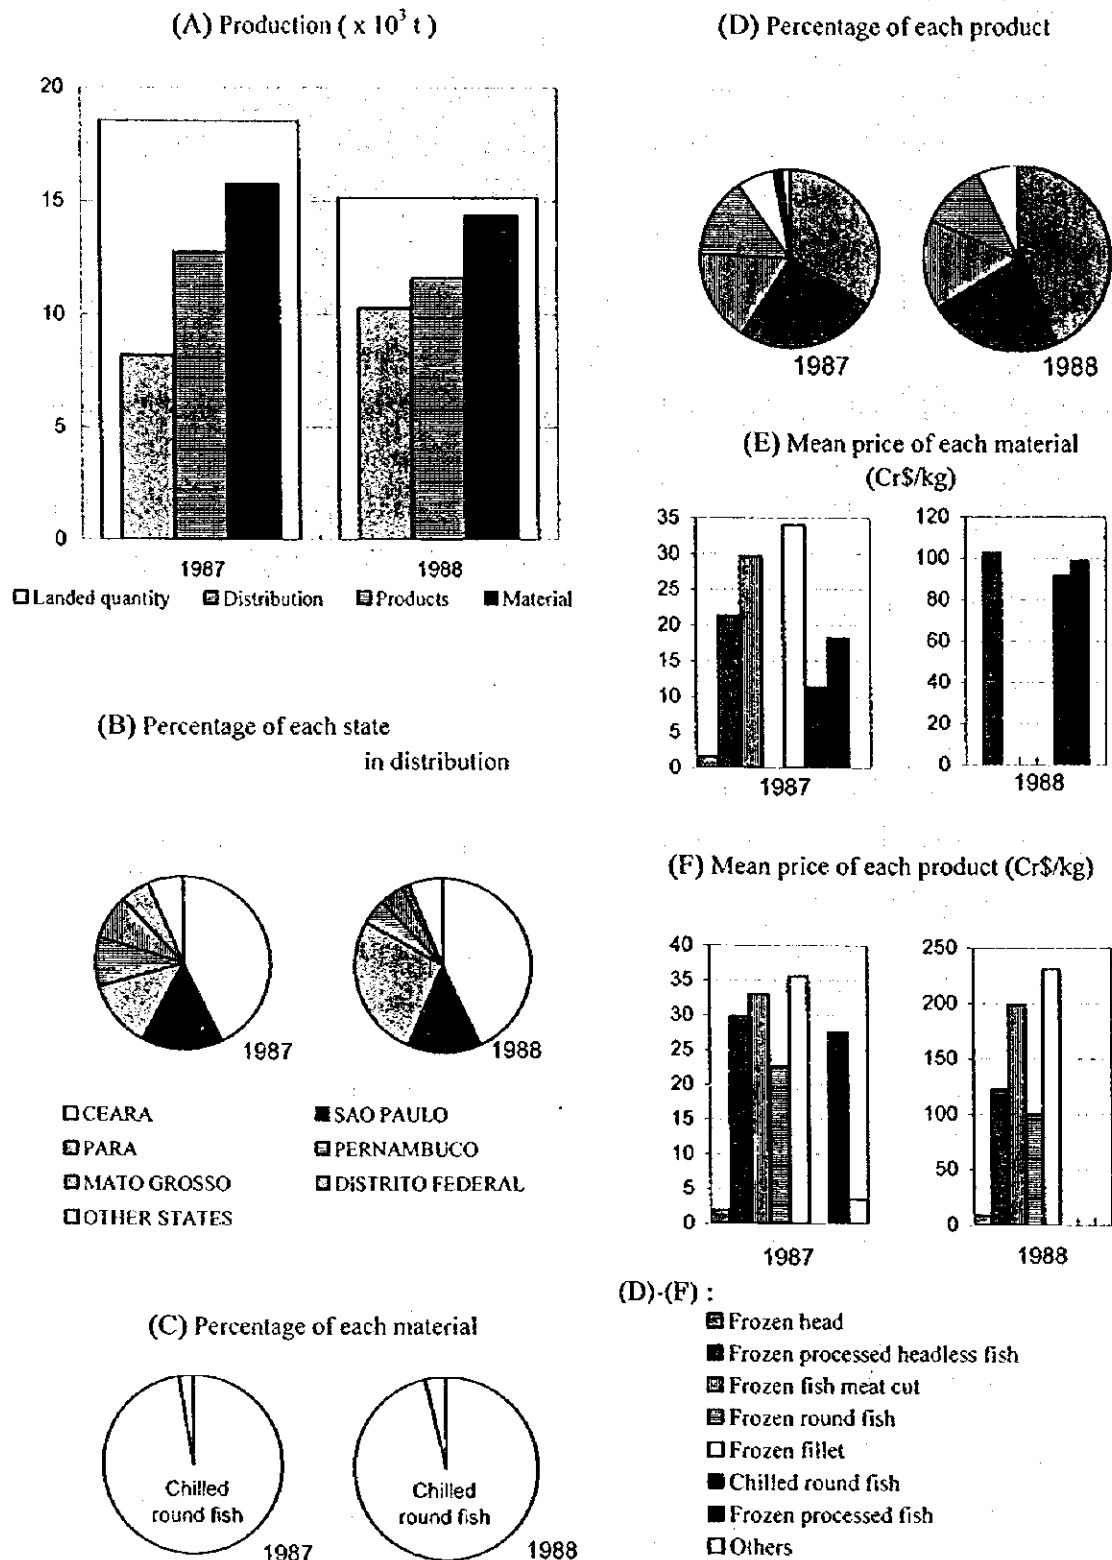 (A) Production ( x 10³ t )
20
15
10
5
0
1987
1988
Landed quantity
Distribution
Products
Material
(B) Percentage of each state
in distribution
1987
1988
CEARA
SAO PAULO
PARA
PERNAMBUCO
MATO GROSSO
DISTRITO FEDERAL
OTHER STATES
(C) Percentage of each material
Chilled
round fish
1987
Chilled
round fish
1988
(D) Percentage of each product
1987
1988
(E) Mean price of each material
(Cr$/kg)
35
30
25
20
15
10
5
0
1987
120
100
80
60
40
20
0
1988
(F) Mean price of each product (Cr$/kg)
40
35
30
25
20
15
10
5
0
1987
250
200
150
100
50
0
1988
(D)-(F) :
Frozen head
Frozen processed headless fish
Frozen fish meat cut
Frozen round fish
Frozen fillet
Chilled round fish
Frozen processed fish
Others